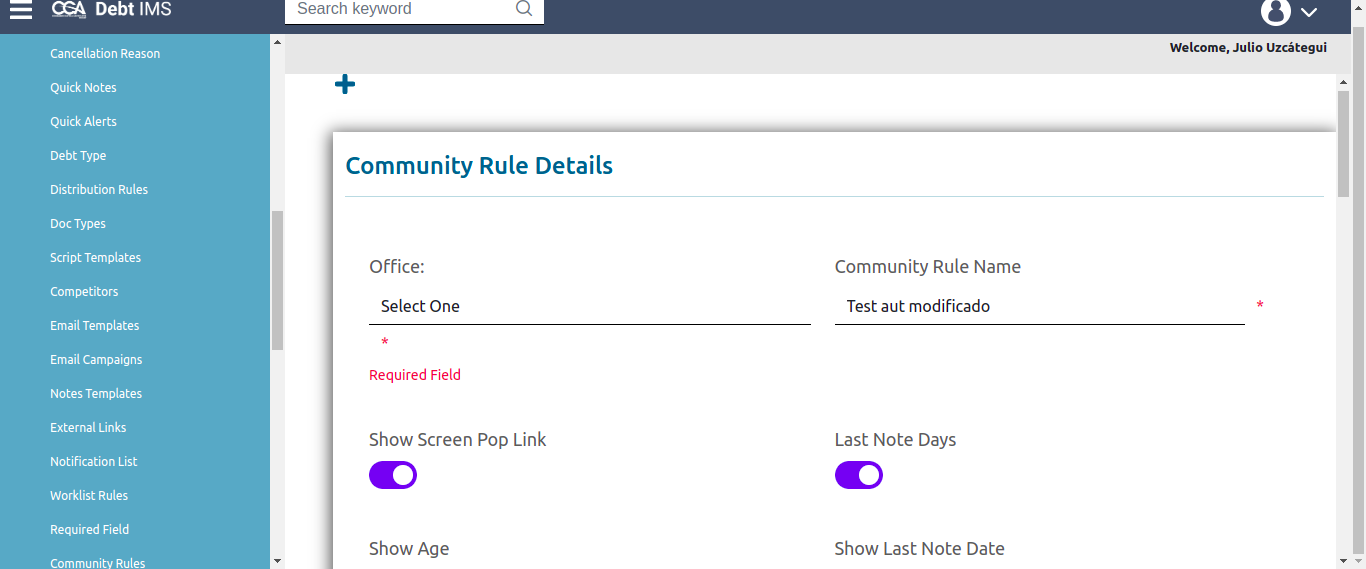 CGA Debt IMS
Search keyword
Welcome, Julio Uzcátegui
Cancellation Reason
Quick Notes
Quick Alerts
Debt Type
Distribution Rules
Doc Types
Script Templates
Competitors
Email Templates
Email Campaigns
Notes Templates
External Links
Notification List
Worklist Rules
Required Field
Community Rules
Community Rule Details
Office:
Community Rule Name
Select One
Test aut modificado
*
*
Required Field
Show Screen Pop Link
Last Note Days
Show Age
Show Last Note Date